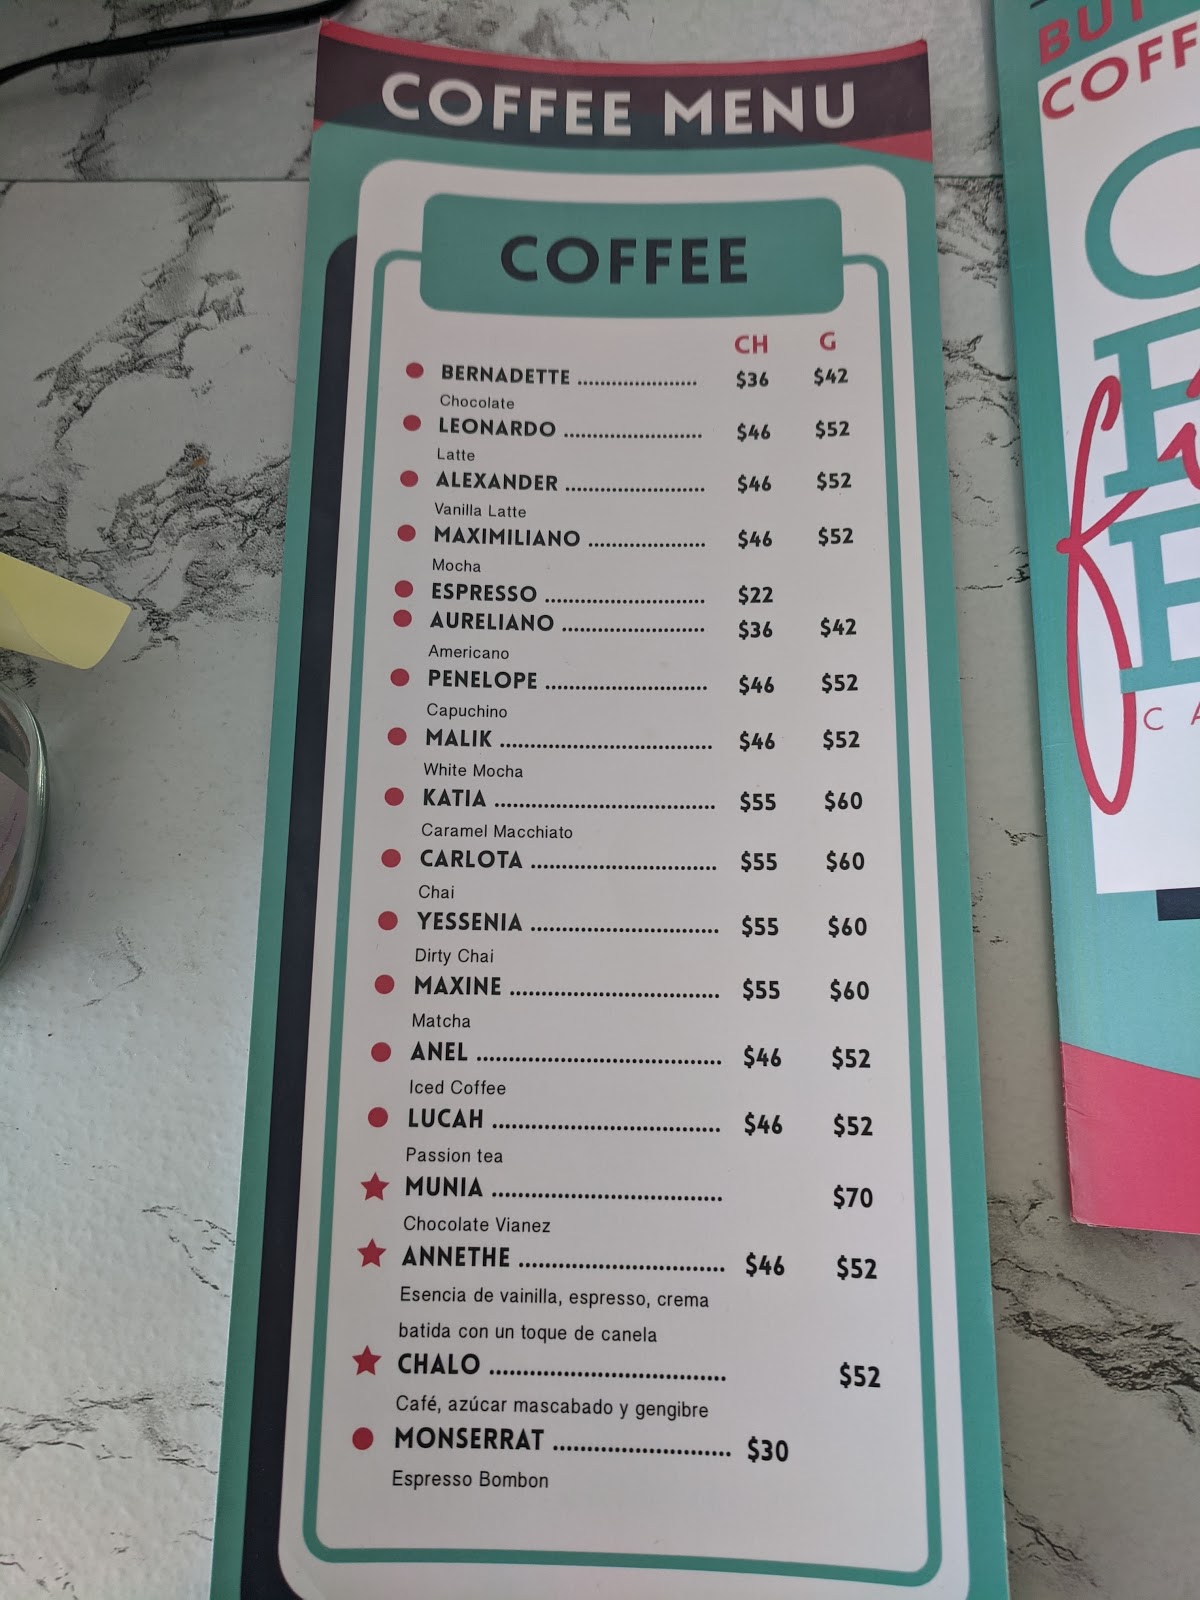 COFFEE MENU
COFFEE
CH G
BERNADETTE ...................... $36 $42
Chocolate
LEONARDO ......................... $46 $52
Latte
ALEXANDER ......................... $46 $52
Vanilla Latte
MAXIMILIANO ..................... $46 $52
Mocha
ESPRESSO ............................ $22
AURELIANO ......................... $36 $42
Americano
PENELOPE ............................ $46 $52
Capuchino
MALIK .................................... $46 $52
White Mocha
KATIA ..................................... $55 $60
Caramel Macchiato
CARLOTA ............................... $55 $60
Chai
YESSENIA ............................... $55 $60
Dirty Chai
MAXINE .................................. $55 $60
Matcha
ANEL ....................................... $46 $52
Iced Coffee
LUCAH .................................... $46 $52
Passion tea
MUNIA .................................... $70
Chocolate Vianez
ANNETHE ................................ $46 $52
Esencia de vainilla, espresso, crema
batida con un toque de canela
CHALO .................................... $52
Café, azúcar mascabado y gengibre
MONSERRAT ........................... $30
Espresso Bombon